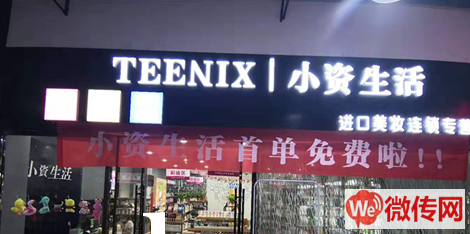 TEENIX | 小资生活
进口美妆连锁专
小资生活首单免费啦!!
小资生活
We 微传网